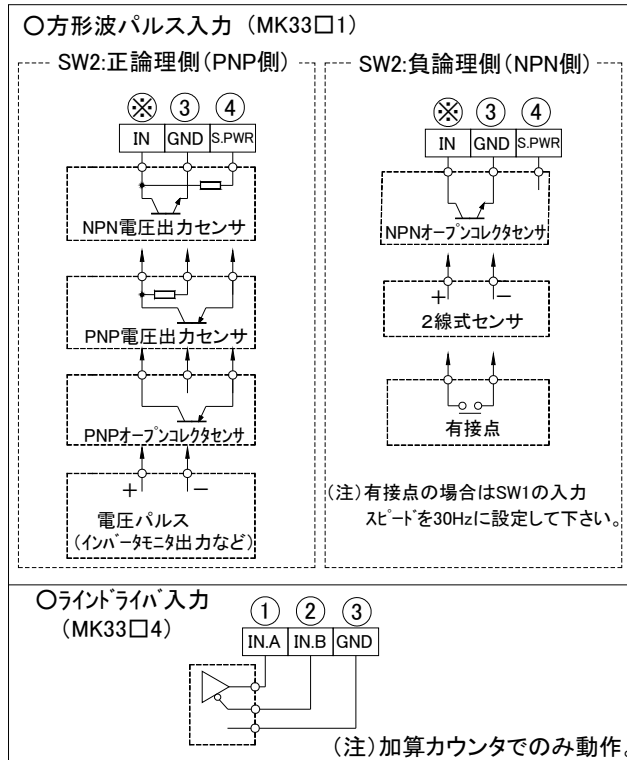 ○方形波パルス入力（MK33□1）
SW2:正論理側（PNP側）
※ ③ ④
IN GND S.PWR
NPN電圧出力センサ
PNP電圧出力センサ
PNPオープンコレクタセンサ
＋ －
電圧パルス
（インバータモニタ出力など）
SW2:負論理側（NPN側）
※ ③ ④
IN GND S.PWR
NPNオープンコレクタセンサ
＋ －
２線式センサ
有接点
（注）有接点の場合はSW1の入力
スピードを30Hzに設定して下さい。
○ラインドライバ入力
（MK33□4）
① ② ③
IN.A IN.B GND
（注）加算カウンタでのみ動作。